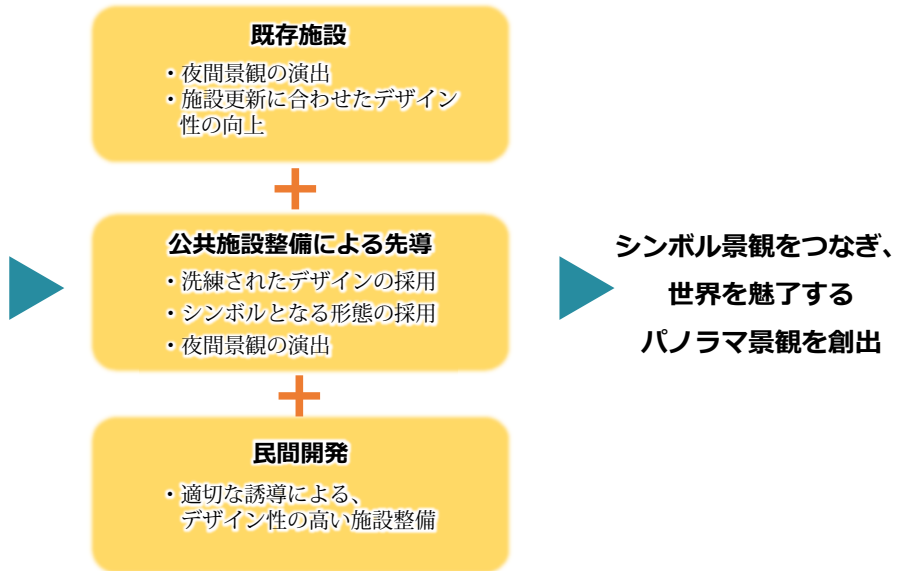 既存施設
・夜間景観の演出
・施設更新に合わせたデザイン
性の向上
+
公共施設整備による先導
・洗練されたデザインの採用
・シンボルとなる形態の採用
・夜間景観の演出
+
民間開発
・適切な誘導による、
デザイン性の高い施設整備
シンボル景観をつなぎ、
世界を魅了する
パノラマ景観を創出